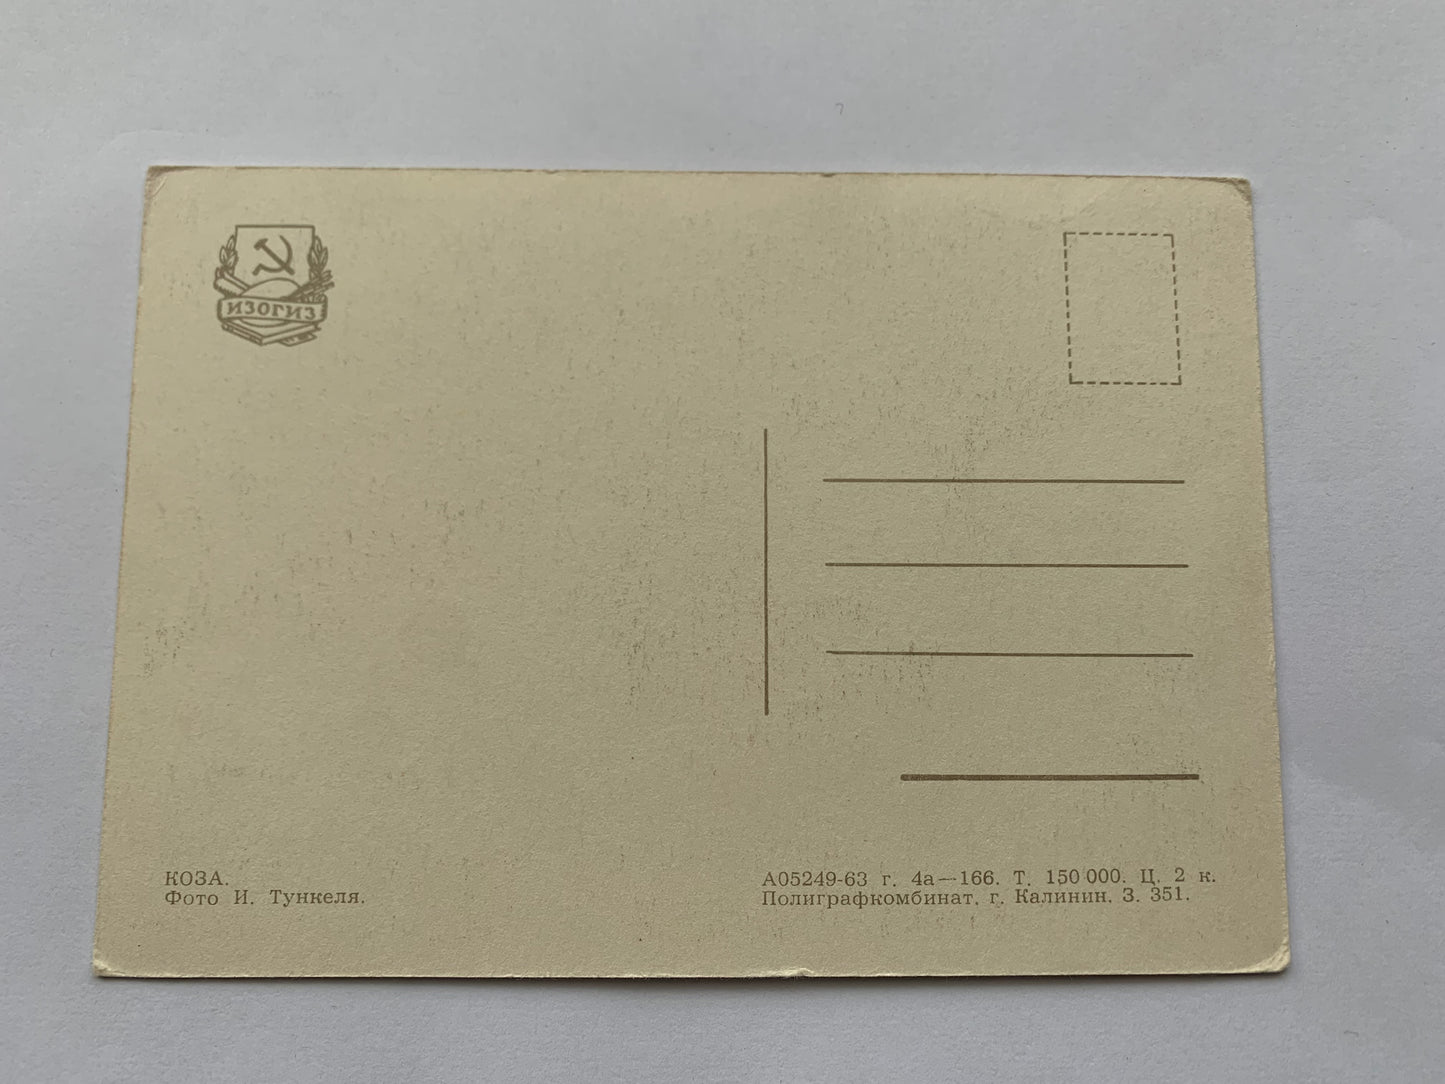 ИЗОГИЗ
КОЗА.
Фото И. Тункеля.
А05249-63 г. 4а—166. Т. 150 000. Ц. 2 к.
Полиграфкомбинат, г. Калинин. З. 351.